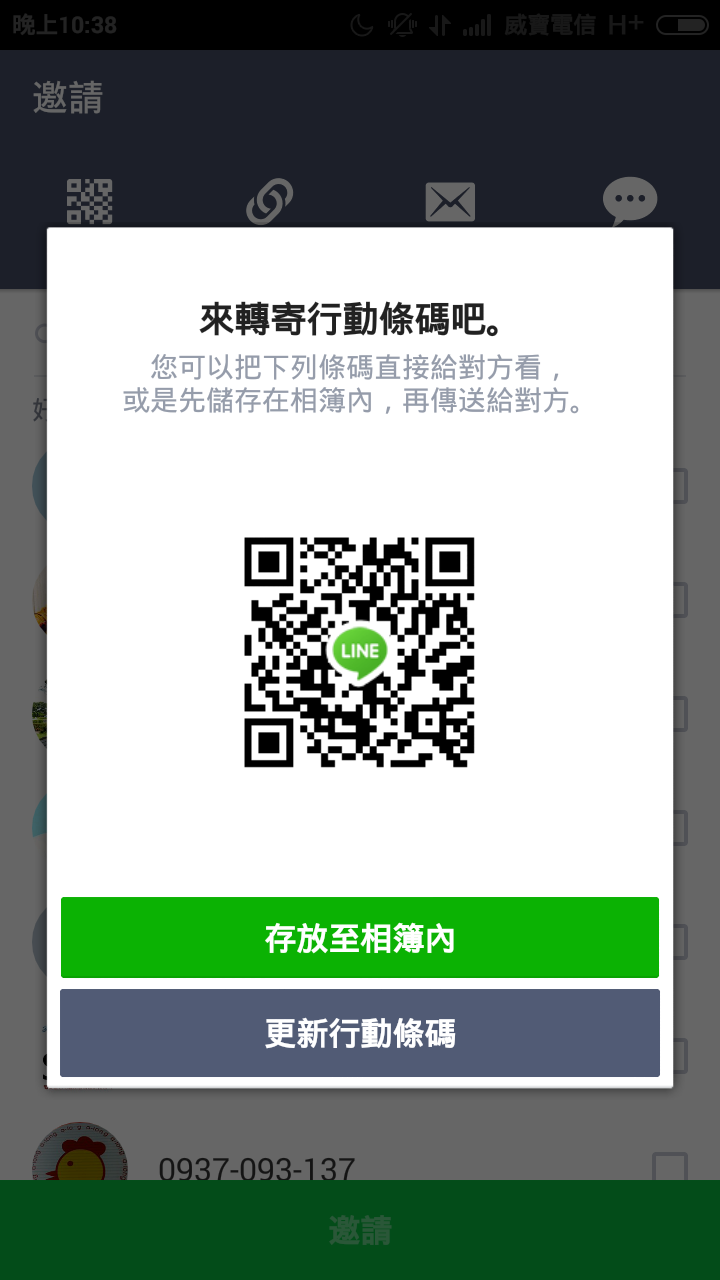 晚上10:38
威寶電信 H+
邀請
來轉寄行動條碼吧。
您可以把下列條碼直接給對方看，
或是先儲存在相簿內，再傳送給對方。
LINE
存放至相簿內
更新行動條碼
0937-093-137
邀請